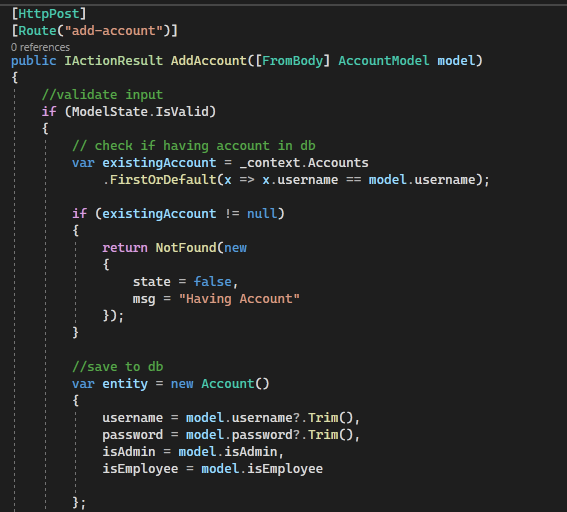 [HttpPost]
[Route("add-account")]
0 references
public IActionResult AddAccount([FromBody] AccountModel model)
{
//validate input
if (ModelState.IsValid)
{
// check if having account in db
var existingAccount = _context.Accounts
.FirstOrDefault(x => x.username == model.username);
if (existingAccount != null)
{
return NotFound(new
{
state = false,
msg = "Having Account"
});
}
//save to db
var entity = new Account()
{
username = model.username?.Trim(),
password = model.password?.Trim(),
isAdmin = model.isAdmin,
isEmployee = model.isEmployee
};